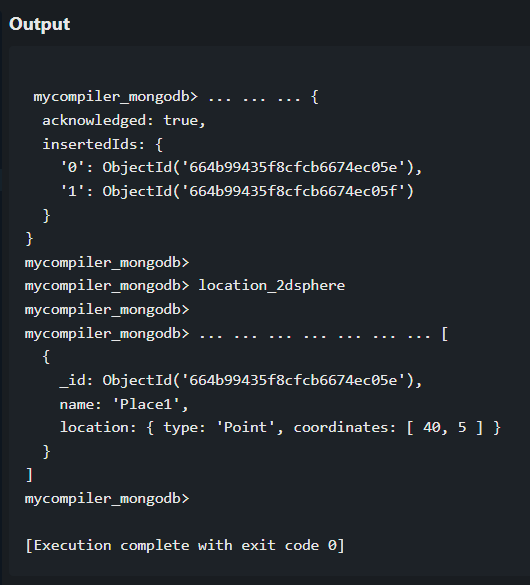 Output
mycompiler_mongodb> ... ... ... {
  acknowledged: true,
  insertedIds: {
    '0': ObjectId('664b99435f8cfcb6674ec05e'),
    '1': ObjectId('664b99435f8cfcb6674ec05f')
  }
}
mycompiler_mongodb>
mycompiler_mongodb> location_2dsphere
mycompiler_mongodb>
mycompiler_mongodb> ... ... ... ... ... ... ... [
  {
    _id: ObjectId('664b99435f8cfcb6674ec05e'),
    name: 'Place1',
    location: { type: 'Point', coordinates: [ 40, 5 ] }
  }
]
mycompiler_mongodb>
[Execution complete with exit code 0]